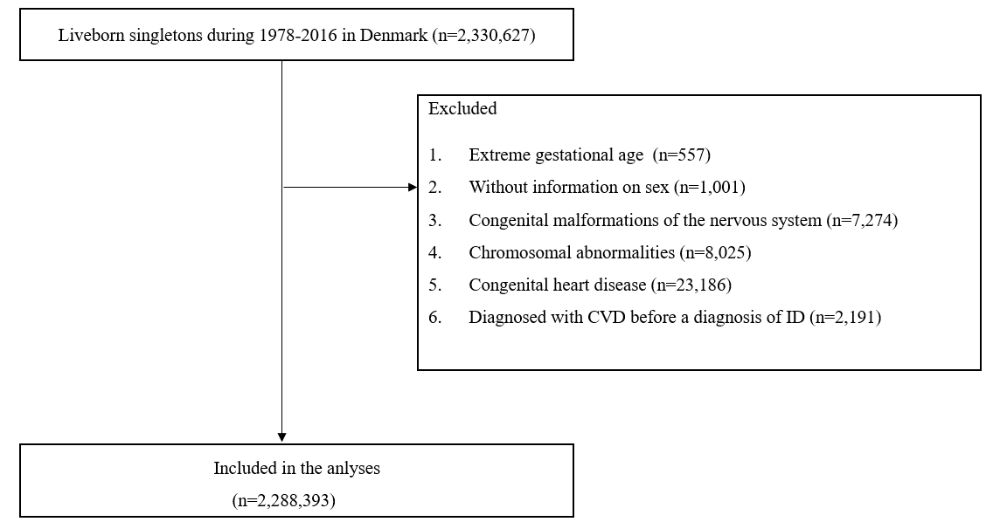 Liveborn singletons during 1978-2016 in Denmark (n=2,330,627)
Excluded
1. Extreme gestational age (n=557)
2. Without information on sex (n=1,001)
3. Congenital malformations of the nervous system (n=7,274)
4. Chromosomal abnormalities (n=8,025)
5. Congenital heart disease (n=23,186)
6. Diagnosed with CVD before a diagnosis of ID (n=2,191)
Included in the anlyses
(n=2,288,393)